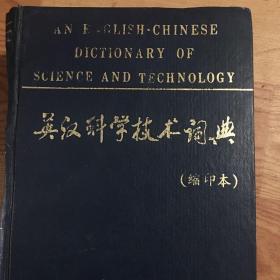 AN ENGLISH-CHINESE
DICTIONARY OF
SCIENCE AND TECHNOLOGY
英汉科学技术词典
(缩印本)